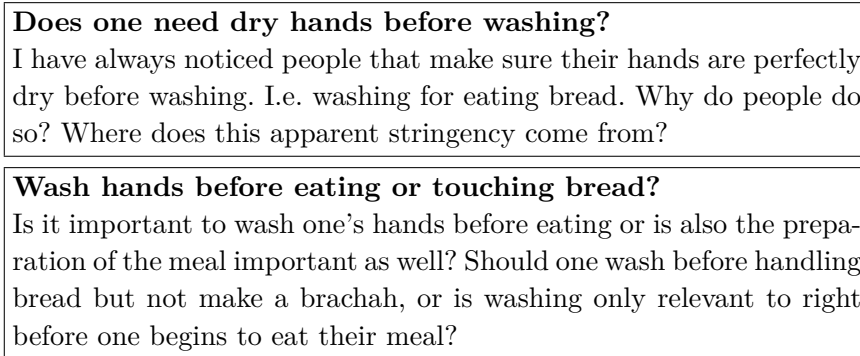 Does one need dry hands before washing?
I have always noticed people that make sure their hands are perfectly
dry before washing. I.e. washing for eating bread. Why do people do
so? Where does this apparent stringency come from?
Wash hands before eating or touching bread?
Is it important to wash one's hands before eating or is also the prepa-
ration of the meal important as well? Should one wash before handling
bread but not make a brachah, or is washing only relevant to right
before one begins to eat their meal?